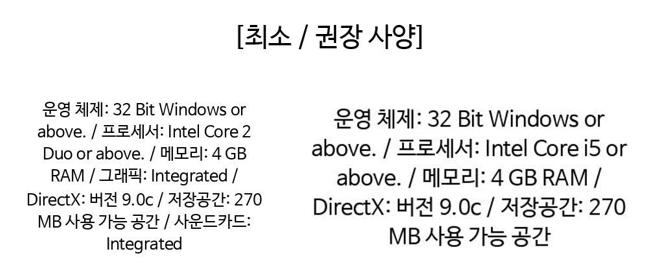 [최소 / 권장 사양]
운영 체제: 32 Bit Windows or
above. / 프로세서: Intel Core 2
Duo or above. / 메모리: 4 GB
RAM / 그래픽: Integrated /
DirectX: 버전 9.0c / 저장공간: 270
MB 사용 가능 공간 / 사운드카드:
Integrated
운영 체제: 32 Bit Windows or
above. / 프로세서: Intel Core i5 or
above. / 메모리: 4 GB RAM /
DirectX: 버전 9.0c / 저장공간: 270
MB 사용 가능 공간